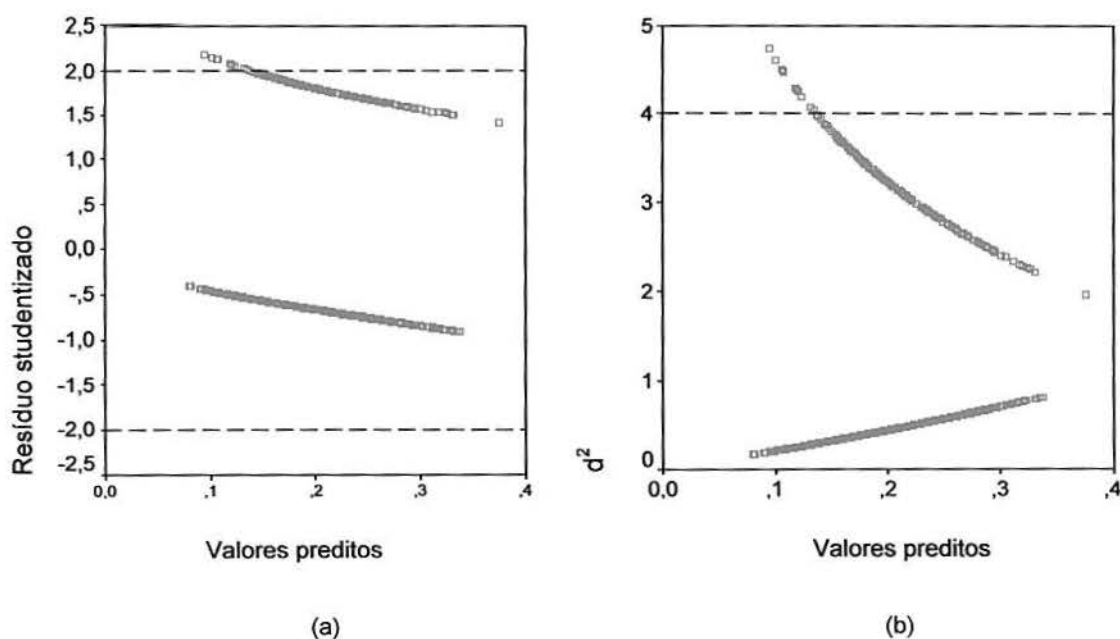 2,5
2,0
1,5
1,0
,5
0,0
-,5
-1,0
-1,5
-2,0
-2,5
Resíduo studentizado
0,0 ,1 ,2 ,3 ,4
Valores preditos
(a)
5
4
3
2
1
0
d²
0,0 ,1 ,2 ,3 ,4
Valores preditos
(b)